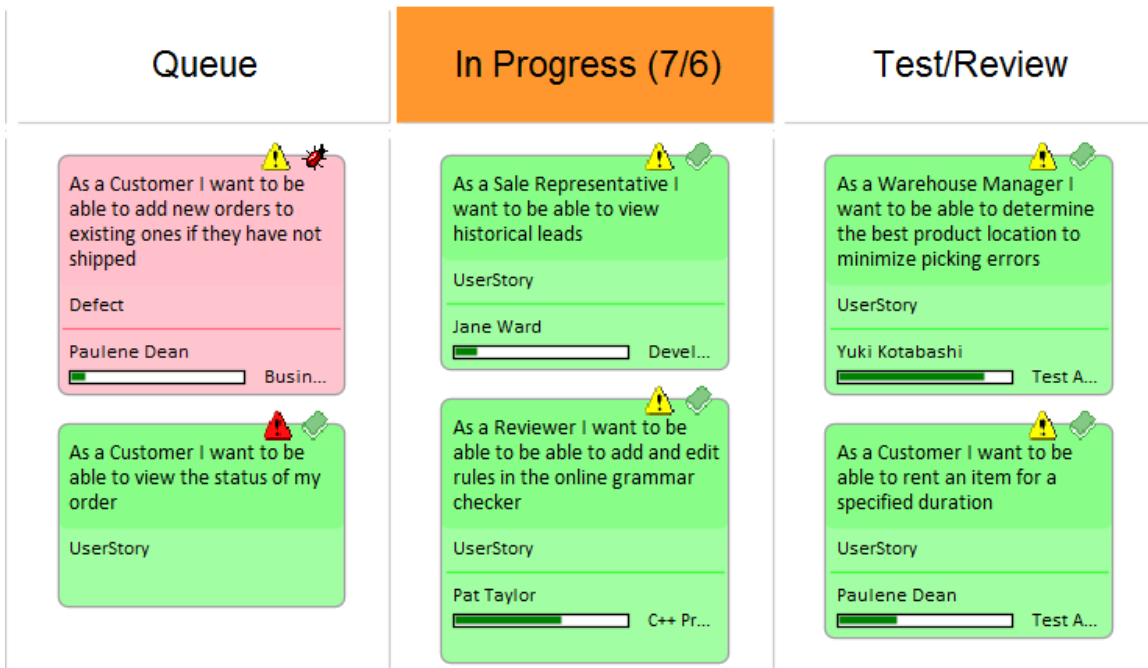 Queue
In Progress (7/6)
Test/Review
As a Customer I want to be
able to add new orders to
existing ones if they have not
shipped
Defect
Paulene Dean
Busin...
As a Customer I want to be
able to view the status of my
order
UserStory
As a Sale Representative I
want to be able to view
historical leads
UserStory
Jane Ward
Devel...
As a Reviewer I want to be
able to be able to add and edit
rules in the online grammar
checker
UserStory
Pat Taylor
C++ Pr...
As a Warehouse Manager I
want to be able to determine
the best product location to
minimize picking errors
UserStory
Yuki Kotabashi
Test A...
As a Customer I want to be
able to rent an item for a
specified duration
UserStory
Paulene Dean
Test A...